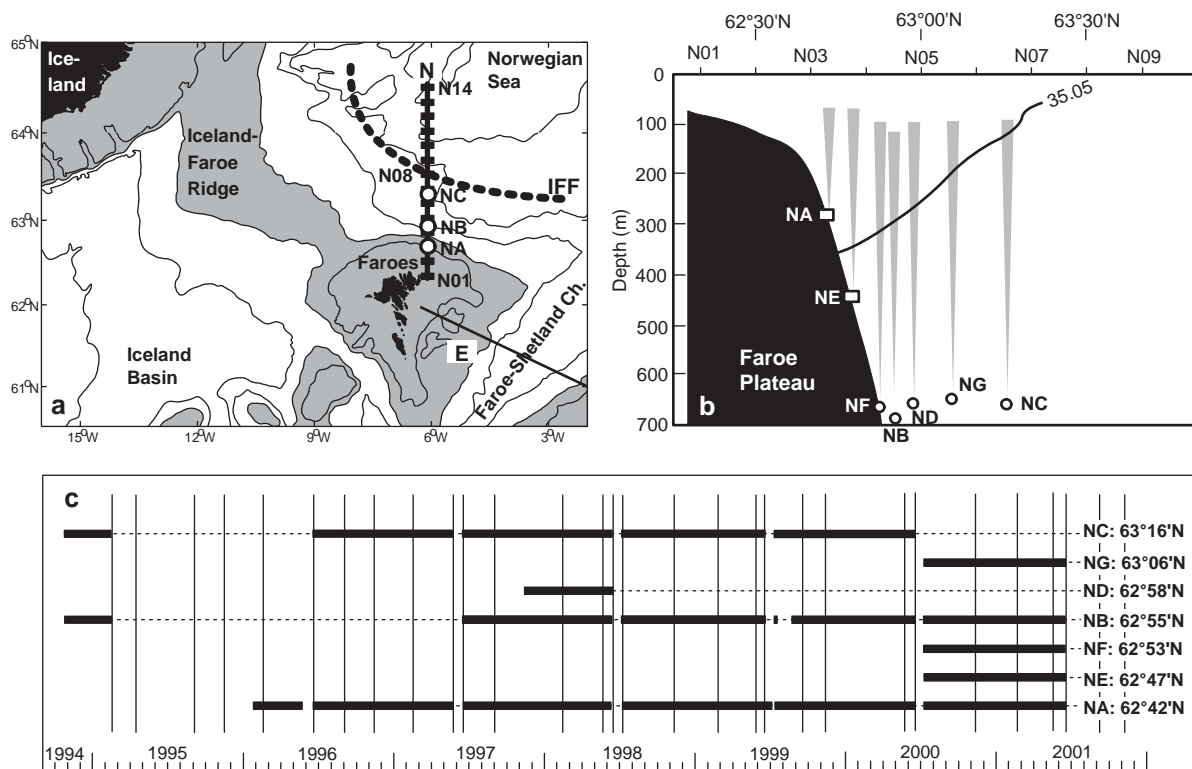 65°N
64°N
63°N
62°N
61°N
15°W
12°W
9°W
6°W
3°W
Ice-
land
Iceland-
Faroe
Ridge
Norwegian
Sea
N
N14
N08
IFF
NC
NB
NA
N01
Faroes
E
Faroe-Shetland Ch.
Iceland
Basin
a
62°30'N
63°00'N
63°30'N
N01
N03
N05
N07
N09
0
100
200
300
400
500
600
700
Depth (m)
35.05
NA
NE
NF
NB
ND
NG
NC
Faroe
Plateau
b
c
NC: 63°16'N
NG: 63°06'N
ND: 62°58'N
NB: 62°55'N
NF: 62°53'N
NE: 62°47'N
NA: 62°42'N
1994
1995
1996
1997
1998
1999
2000
2001